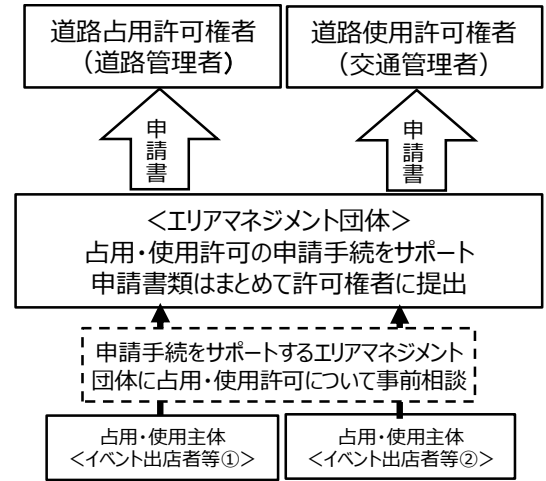 道路占用許可権者
（道路管理者）
道路使用許可権者
（交通管理者）
申請書
申請書
＜エリアマネジメント団体＞
占用・使用許可の申請手続をサポート
申請書類はまとめて許可権者に提出
申請手続をサポートするエリアマネジメント
団体に占用・使用許可について事前相談
占用・使用主体
＜イベント出店者等①＞
占用・使用主体
＜イベント出店者等②＞